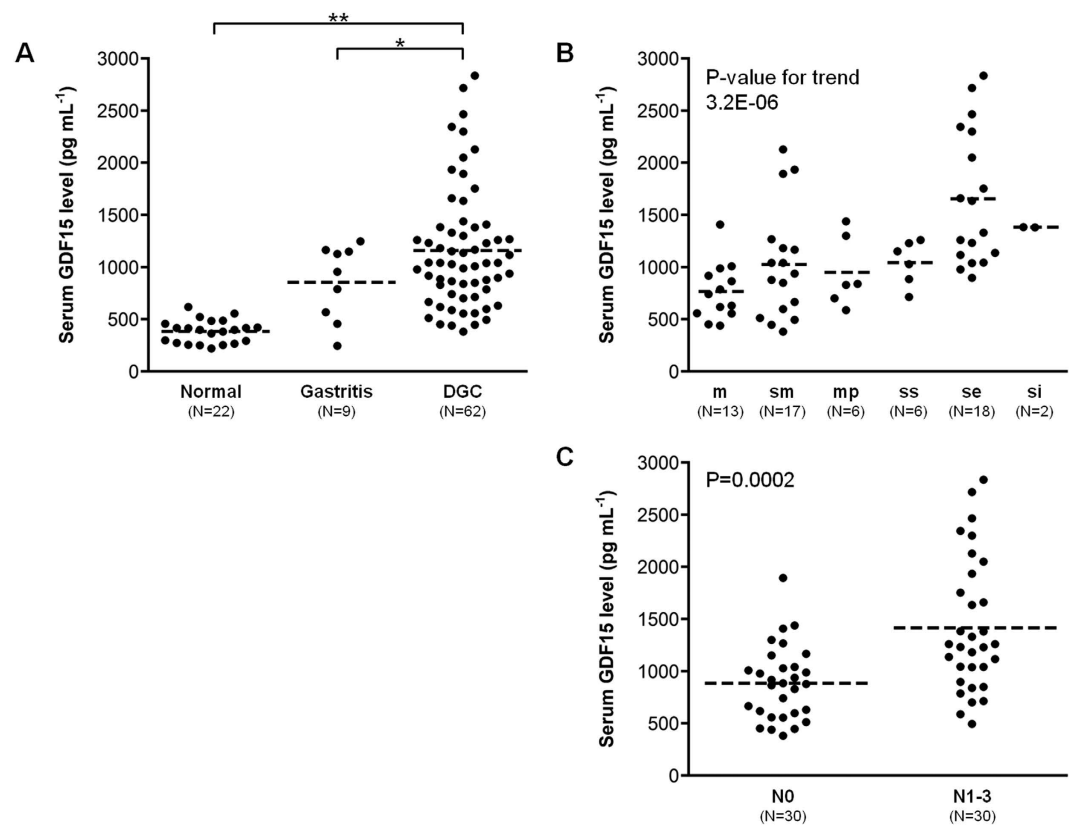 **
*
A
3000
2500
2000
1500
1000
500
0
Serum GDF15 level (pg mL-1)
Normal Gastritis DGC
(N=22) (N=9) (N=62)
B
P-value for trend
3.2E-06
3000
2500
2000
1500
1000
500
0
Serum GDF15 level (pg mL-1)
m sm mp ss se si
(N=13) (N=17) (N=6) (N=6) (N=18) (N=2)
C
P=0.0002
3000
2500
2000
1500
1000
500
0
Serum GDF15 level (pg mL-1)
N0 N1-3
(N=30) (N=30)